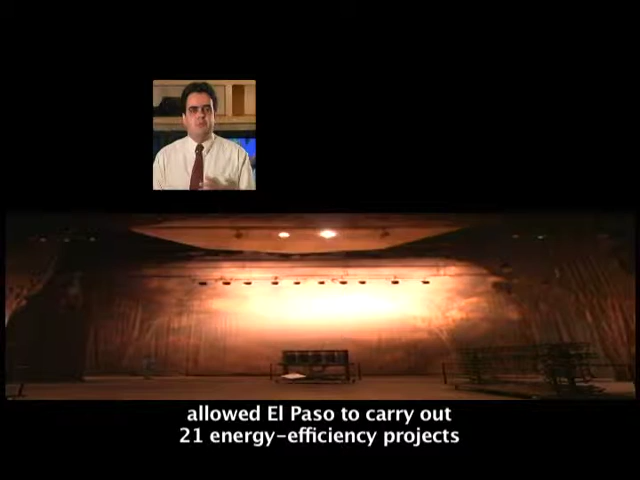 allowed El Paso to carry out
21 energy-efficiency projects